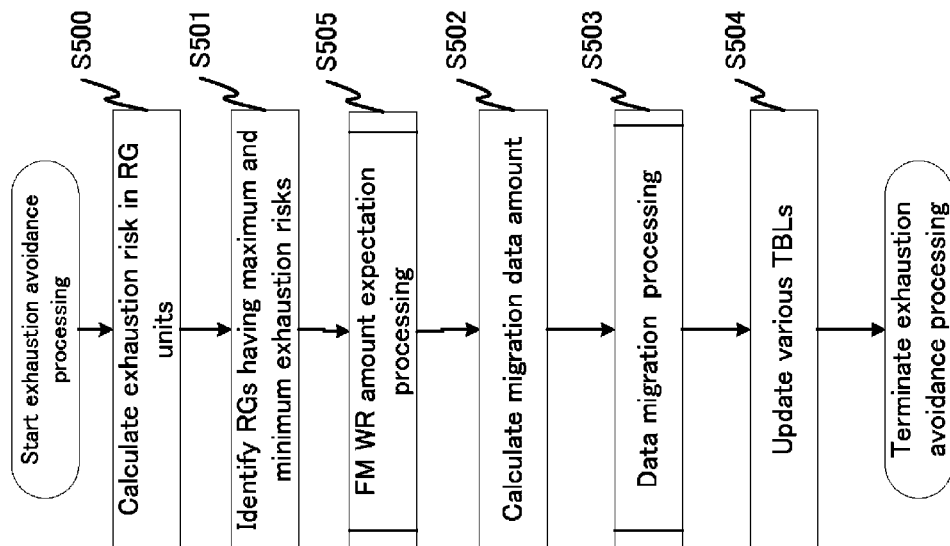 Start exhaustion avoidance
processing
S500
Calculate exhaustion risk in RG
units
S501
Identify RGs having maximum and
minimum exhaustion risks
S505
FM WR amount expectation
processing
S502
Calculate migration data amount
S503
Data migration processing
S504
Update various TBLs
Terminate exhaustion
avoidance processing